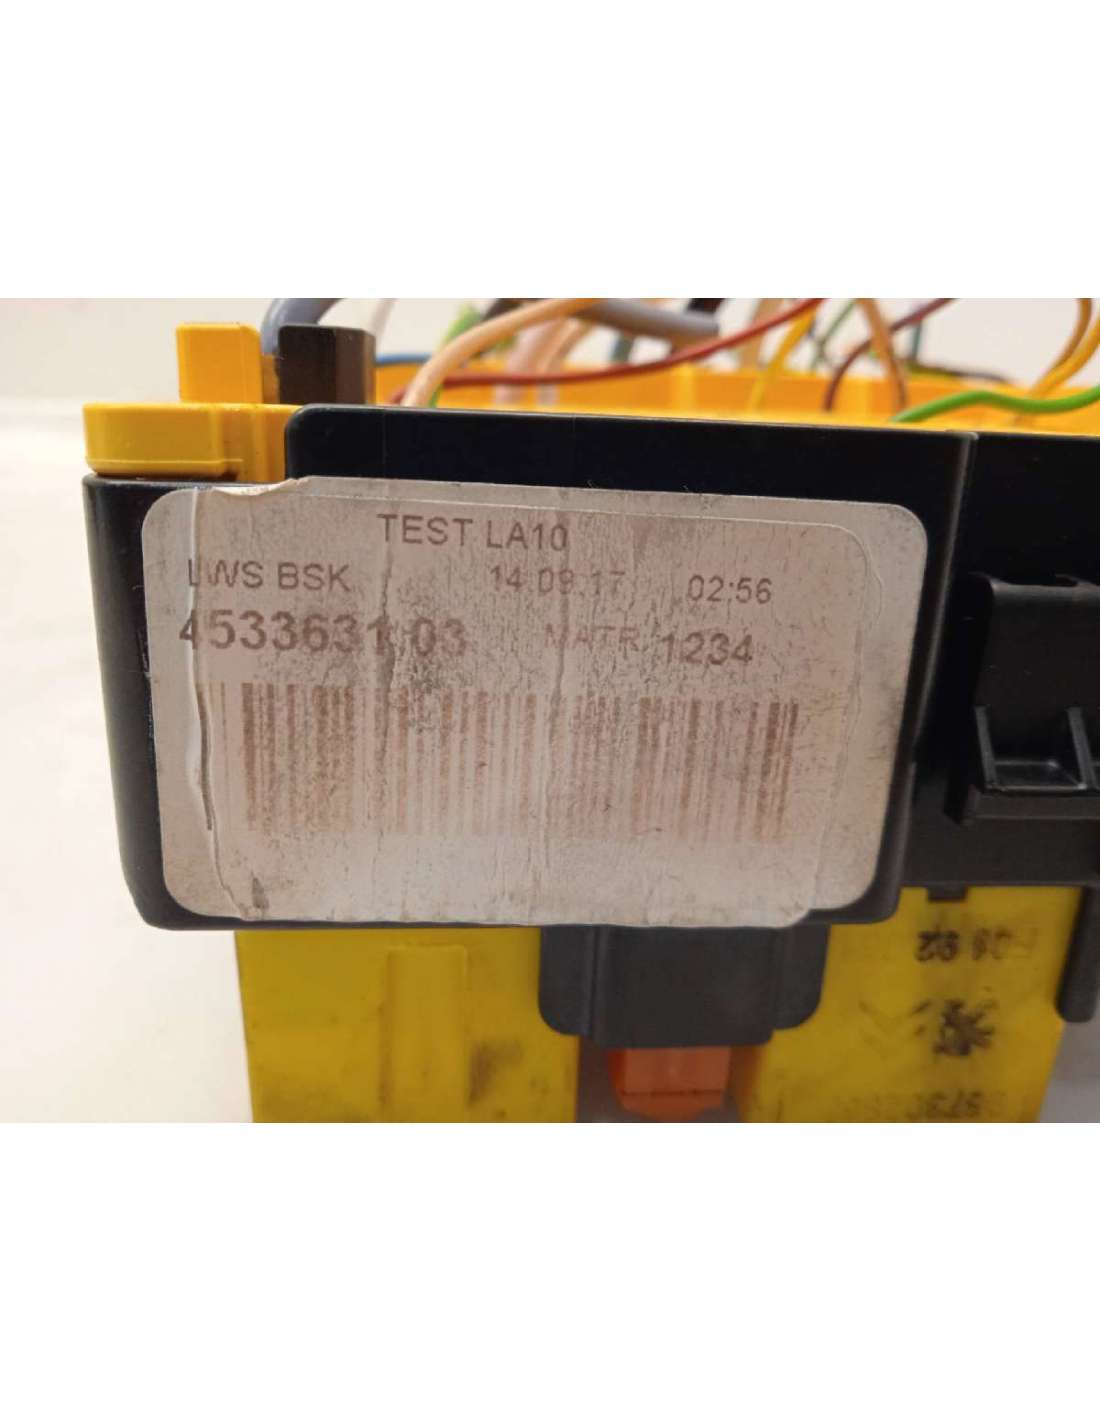 TEST LA10
LWS BSK 14.09.17 02:56
4533631.03 MATR. 1234